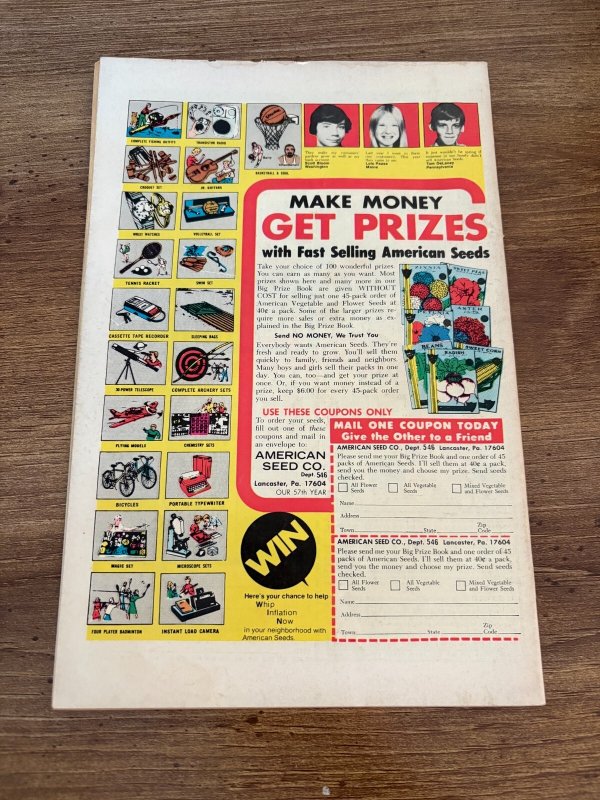 COMPLETE FISHING OUTFITS
TRANSISTOR RADIO
BASKETBALL & GOAL
Scott Bloom
Washington
Lois Pease
Maine
Tom DeLaney
Pennsylvania
CROQUET SET
JR. GUITARS
WRIST WATCHES
VOLLEYBALL SET
TENNIS RACKET
SWIM SET
CASSETTE TAPE RECORDER
SLEEPING BAGS
30-POWER TELESCOPE
COMPLETE ARCHERY SETS
FLYING MODELS
CHEMISTRY SETS
BICYCLES
PORTABLE TYPEWRITER
MAGIC SET
MICROSCOPE SETS
FOUR PLAYER BADMINTON
INSTANT LOAD CAMERA
MAKE MONEY
GET PRIZES
with Fast Selling American Seeds
Take your choice of 100 wonderful prizes.
You can earn as many as you want. Most
prizes shown here and many more in our
Big Prize Book are given WITHOUT
COST for selling just one 45-pack order of
American Vegetable and Flower Seeds at
40¢ a pack. Some of the larger prizes re-
quire more sales or extra money as ex-
plained in the Big Prize Book.
Send NO MONEY, We Trust You
Everybody wants American Seeds. They're
fresh and ready to grow. You'll sell them
quickly to family, friends and neighbors.
Many boys and girls sell their packs in one
day. You can, too—and get your prize at
once. Or, if you want money instead of a
prize, keep $6.00 for every 45-pack order
you sell.
ZINNIA
SWEET PEAS
ASTER
BEANS
RADISH
SWEET CORN
USE THESE COUPONS ONLY
To order your seeds,
fill out one of these
coupons and mail in
an envelope to:
AMERICAN
SEED CO.
Dept. 546
Lancaster, Pa. 17604
OUR 57th YEAR
WIN
Here's your chance to help
Whip
Inflation
Now
in your neighborhood with
American Seeds.
MAIL ONE COUPON TODAY
Give the Other to a Friend
AMERICAN SEED CO., Dept. 546 Lancaster, Pa. 17604
Please send me your Big Prize Book and one order of 45
packs of American Seeds. I'll sell them at 40¢ a pack,
send you the money and choose my prize. Send seeds
checked.
All Flower Seeds All Vegetable Seeds Mixed Vegetable and Flower Seeds
Name
Address
Town State Zip Code
AMERICAN SEED CO., Dept. 546 Lancaster, Pa. 17604
Please send me your Big Prize Book and one order of 45
packs of American Seeds. I'll sell them at 40¢ a pack,
send you the money and choose my prize. Send seeds
checked.
All Flower Seeds All Vegetable Seeds Mixed Vegetable and Flower Seeds
Name
Address
Town State Zip Code